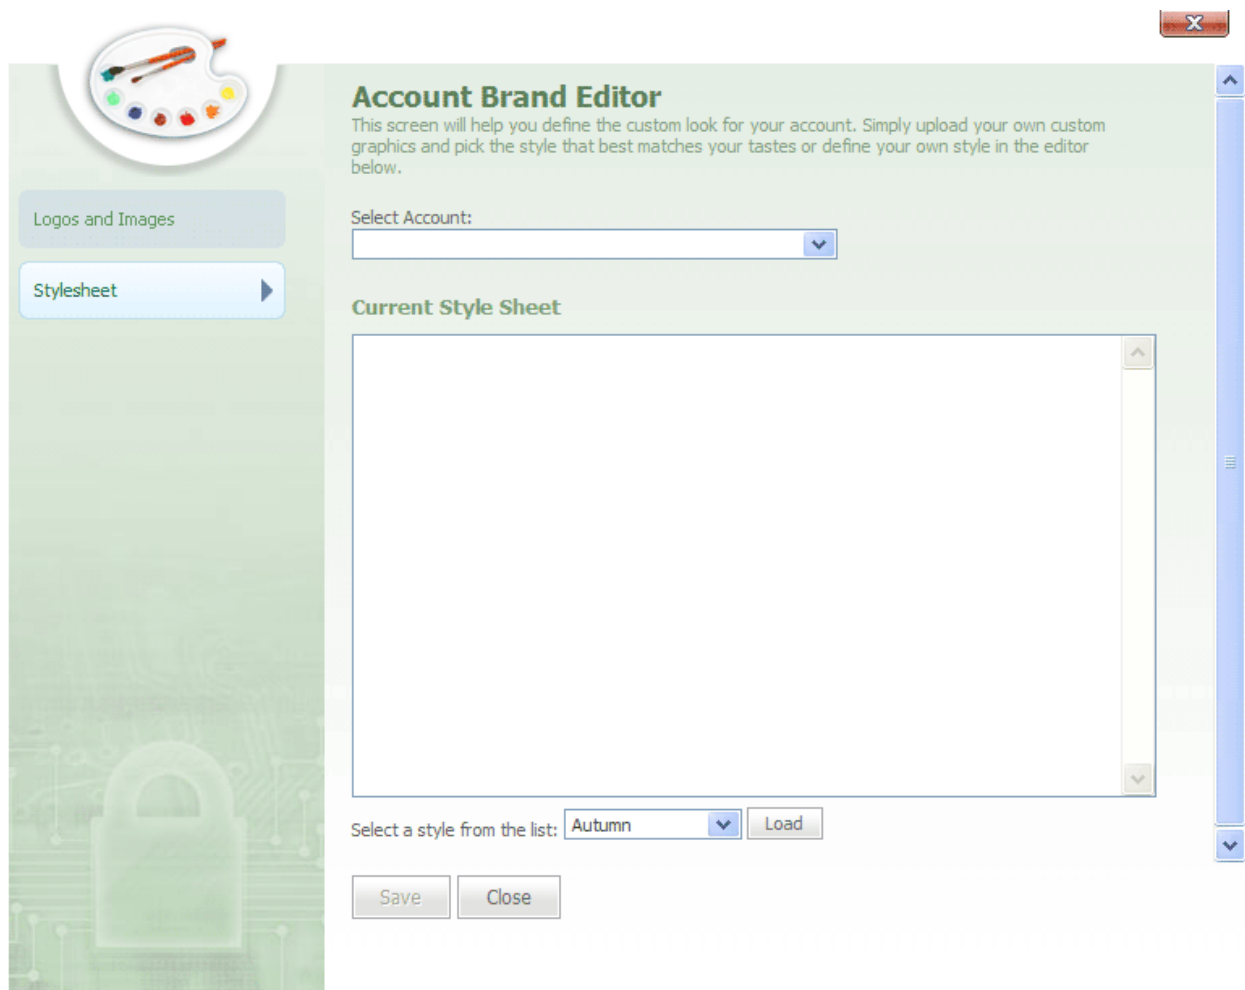 X
Account Brand Editor
This screen will help you define the custom look for your account. Simply upload your own custom
graphics and pick the style that best matches your tastes or define your own style in the editor
below.
Logos and Images
Select Account:
Stylesheet
Current Style Sheet
Select a style from the list: Autumn Load
Save Close